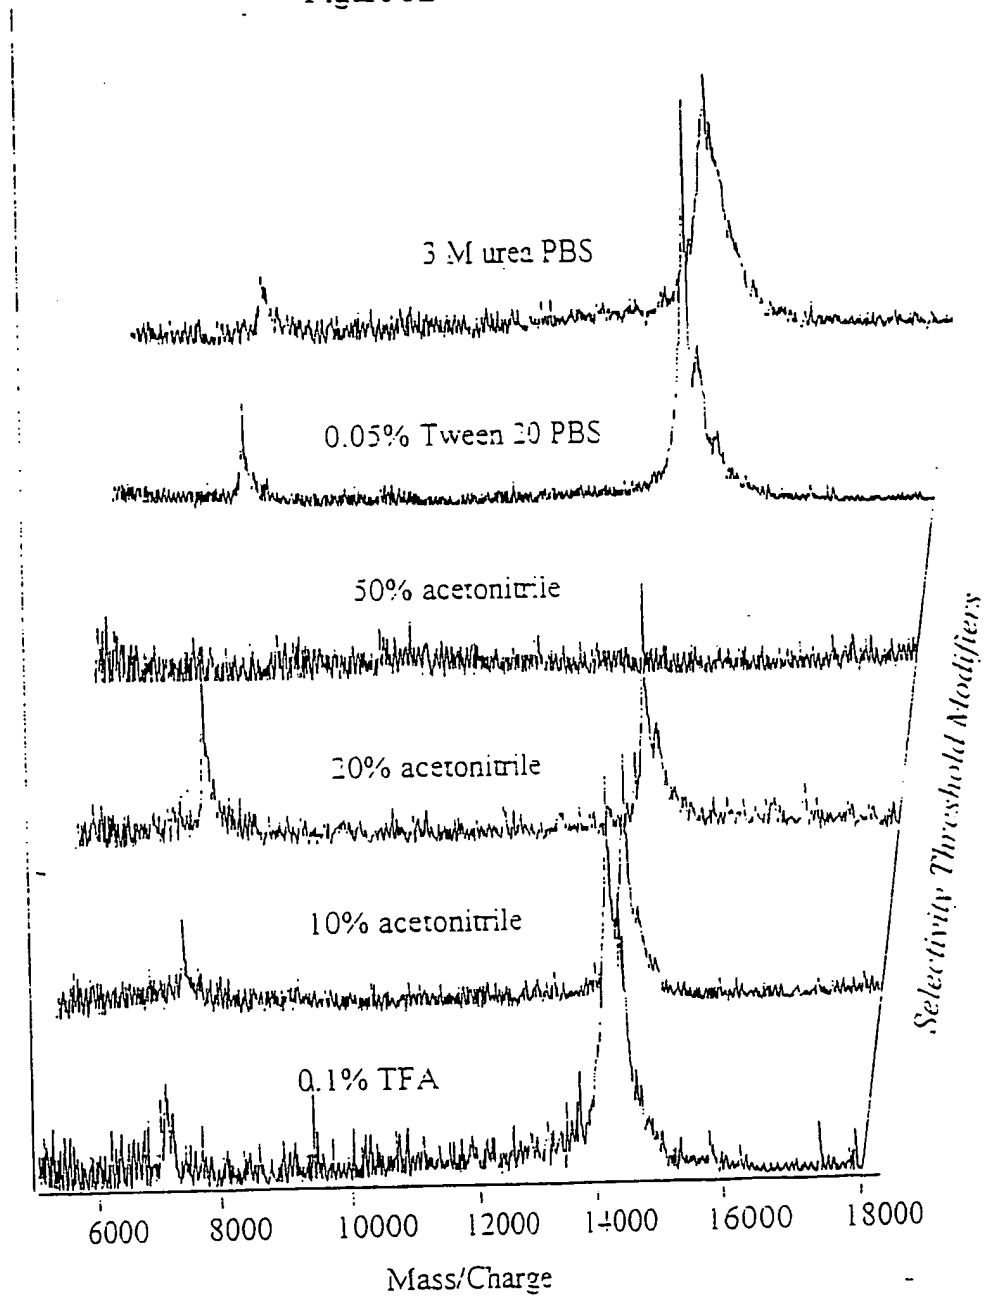 3 M urea PBS
0.05% Tween 20 PBS
50% acetonitrile
20% acetonitrile
10% acetonitrile
0.1% TFA
Selectivity Threshold Modifiers
6000 8000 10000 12000 14000 16000 18000
Mass/Charge